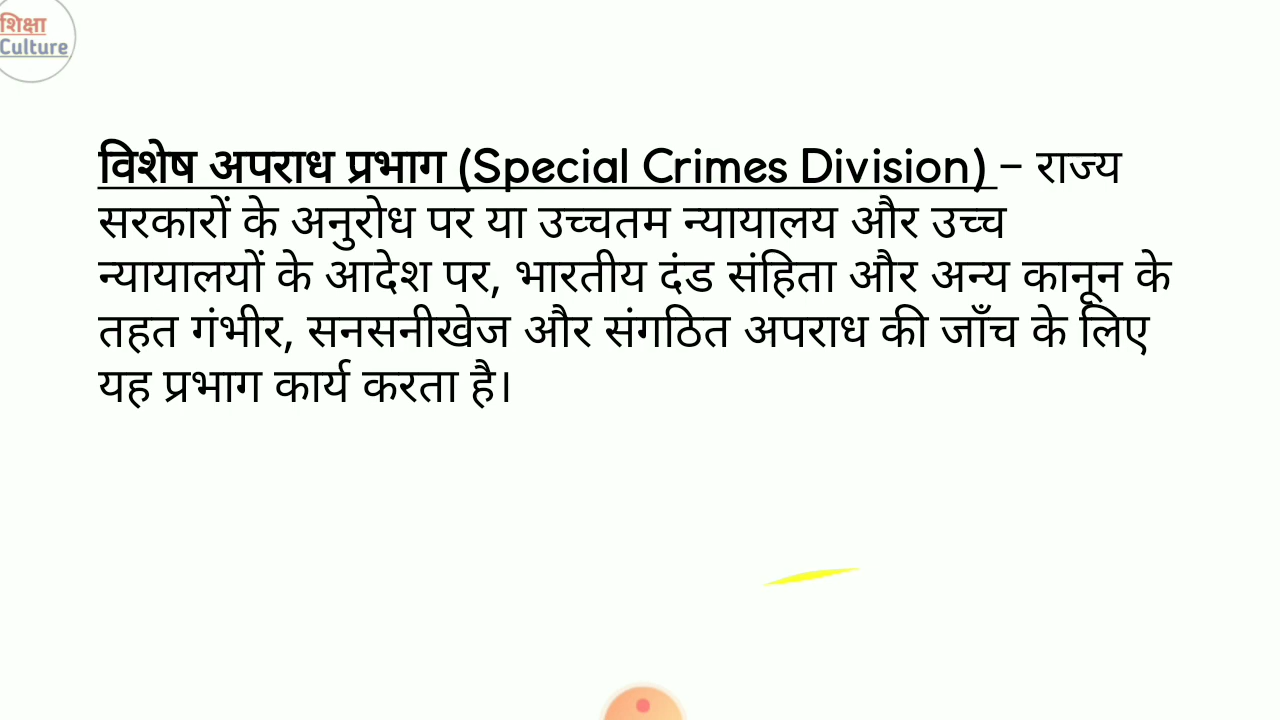 शिक्षा
Culture
विशेष अपराध प्रभाग (Special Crimes Division) – राज्य
सरकारों के अनुरोध पर या उच्चतम न्यायालय और उच्च
न्यायालयों के आदेश पर, भारतीय दंड संहिता और अन्य कानून के
तहत गंभीर, सनसनीखेज और संगठित अपराध की जाँच के लिए
यह प्रभाग कार्य करता है।